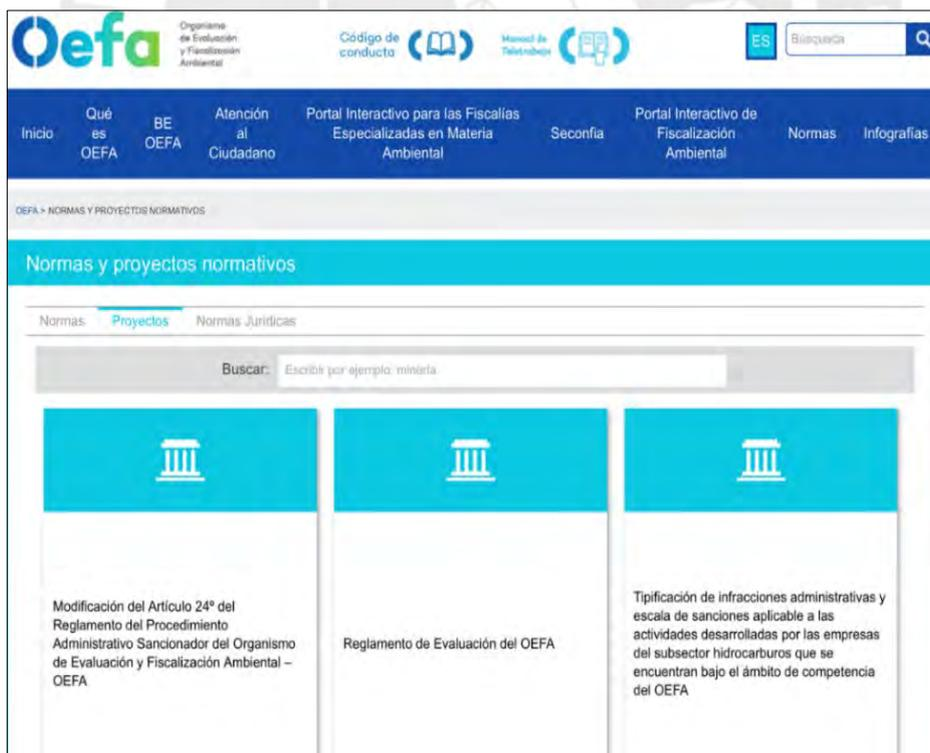 Oefa
Organismo
de Evaluación
y Fiscalización
Ambiental
Código de
conducta
Manual de
Teletrabajo
ES
Búsqueda
Inicio
Qué
es
OEFA
BE
OEFA
Atención
al
Ciudadano
Portal Interactivo para las Fiscalías
Especializadas en Materia
Ambiental
Seconfia
Portal Interactivo de
Fiscalización
Ambiental
Normas
Infografías
OEFA > NORMAS Y PROYECTOS NORMATIVOS
Normas y proyectos normativos
Normas Proyectos Normas Jurídicas
Buscar: Escribir por ejemplo: minería
Modificación del Artículo 24º del
Reglamento del Procedimiento
Administrativo Sancionador del Organismo
de Evaluación y Fiscalización Ambiental –
OEFA
Reglamento de Evaluación del OEFA
Tipificación de infracciones administrativas y
escala de sanciones aplicable a las
actividades desarrolladas por las empresas
del subsector hidrocarburos que se
encuentran bajo el ámbito de competencia
del OEFA